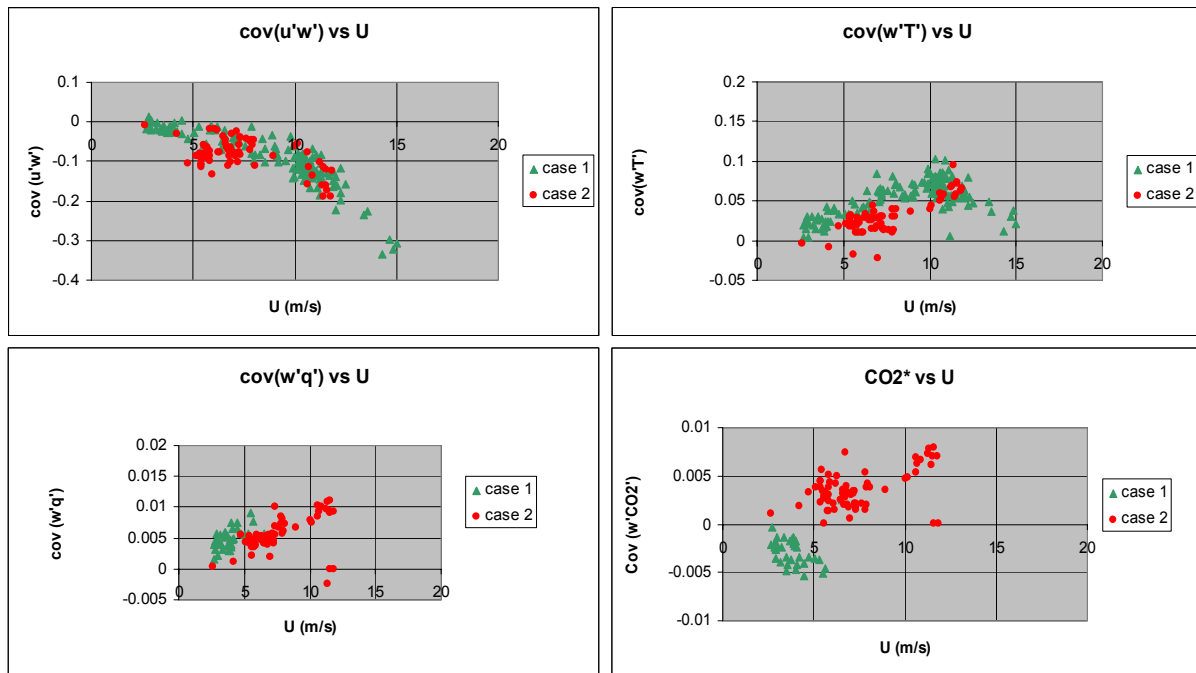 cov(u'w') vs U
0.1
0
-0.1
-0.2
-0.3
-0.4
0 5 10 15 20
cov (u'w')
U (m/s)
case 1
case 2
cov(w'T') vs U
0.2
0.15
0.1
0.05
0
-0.05
0 5 10 15 20
cov(w'T')
U (m/s)
case 1
case 2
cov(w'q') vs U
0.02
0.015
0.01
0.005
0
-0.005
0 5 10 15 20
cov (w'q')
U (m/s)
case 1
case 2
CO2* vs U
0.01
0.005
0
-0.005
-0.01
0 5 10 15 20
Cov (w'CO2')
U (m/s)
case 1
case 2